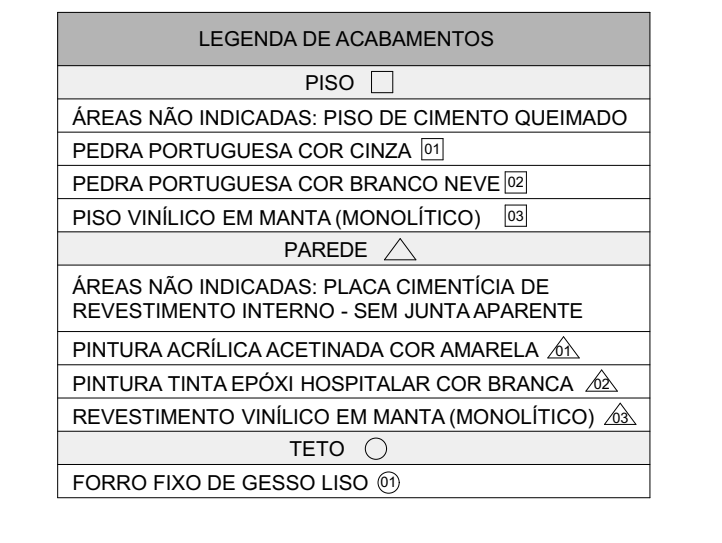 LEGENDA DE ACABAMENTOS
PISO
ÁREAS NÃO INDICADAS: PISO DE CIMENTO QUEIMADO
PEDRA PORTUGUESA COR CINZA 01
PEDRA PORTUGUESA COR BRANCO NEVE 02
PISO VINÍLICO EM MANTA (MONOLÍTICO) 03
PAREDE
ÁREAS NÃO INDICADAS: PLACA CIMENTÍCIA DE
REVESTIMENTO INTERNO - SEM JUNTA APARENTE
PINTURA ACRÍLICA ACETINADA COR AMARELA 01
PINTURA TINTA EPÓXI HOSPITALAR COR BRANCA 02
REVESTIMENTO VINÍLICO EM MANTA (MONOLÍTICO) 03
TETO
FORRO FIXO DE GESSO LISO 01